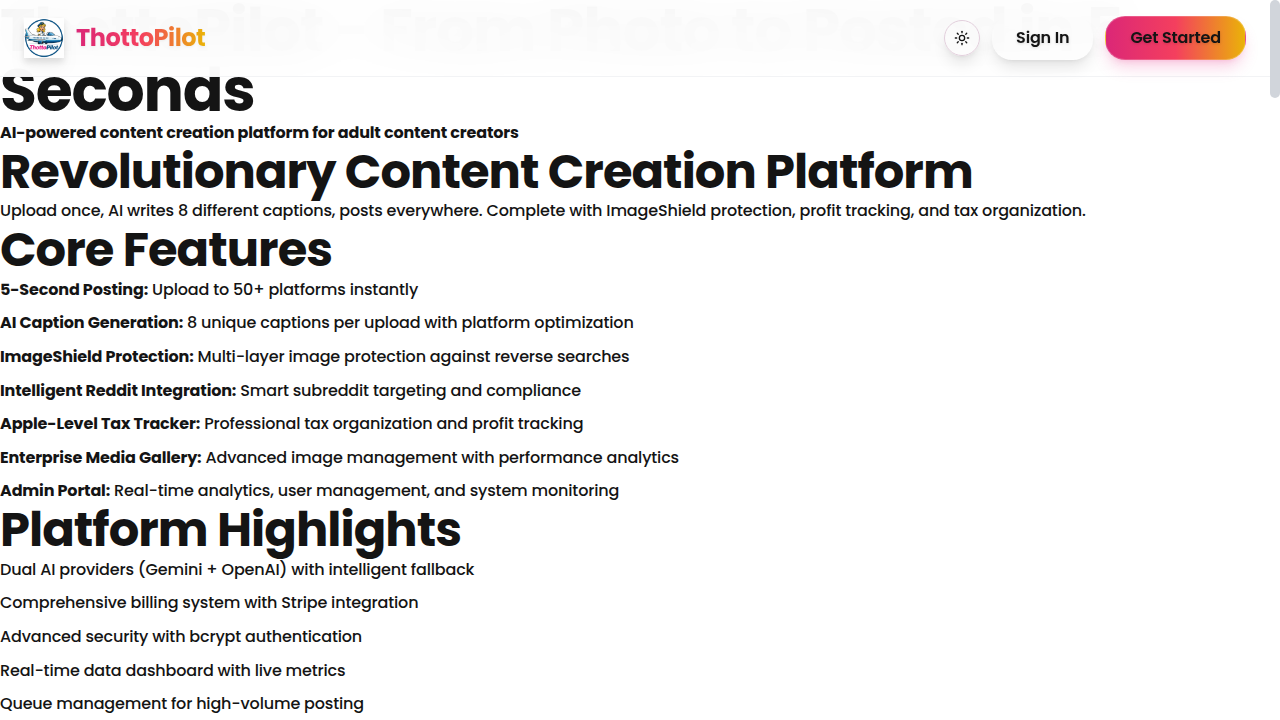 ThottoPilot
Sign In
Get Started
ThottoPilot - From Photo to Posted in 5
Seconds
AI-powered content creation platform for adult content creators
Revolutionary Content Creation Platform
Upload once, AI writes 8 different captions, posts everywhere. Complete with ImageShield protection, profit tracking, and tax organization.
Core Features
5-Second Posting: Upload to 50+ platforms instantly
AI Caption Generation: 8 unique captions per upload with platform optimization
ImageShield Protection: Multi-layer image protection against reverse searches
Intelligent Reddit Integration: Smart subreddit targeting and compliance
Apple-Level Tax Tracker: Professional tax organization and profit tracking
Enterprise Media Gallery: Advanced image management with performance analytics
Admin Portal: Real-time analytics, user management, and system monitoring
Platform Highlights
Dual AI providers (Gemini + OpenAI) with intelligent fallback
Comprehensive billing system with Stripe integration
Advanced security with bcrypt authentication
Real-time data dashboard with live metrics
Queue management for high-volume posting